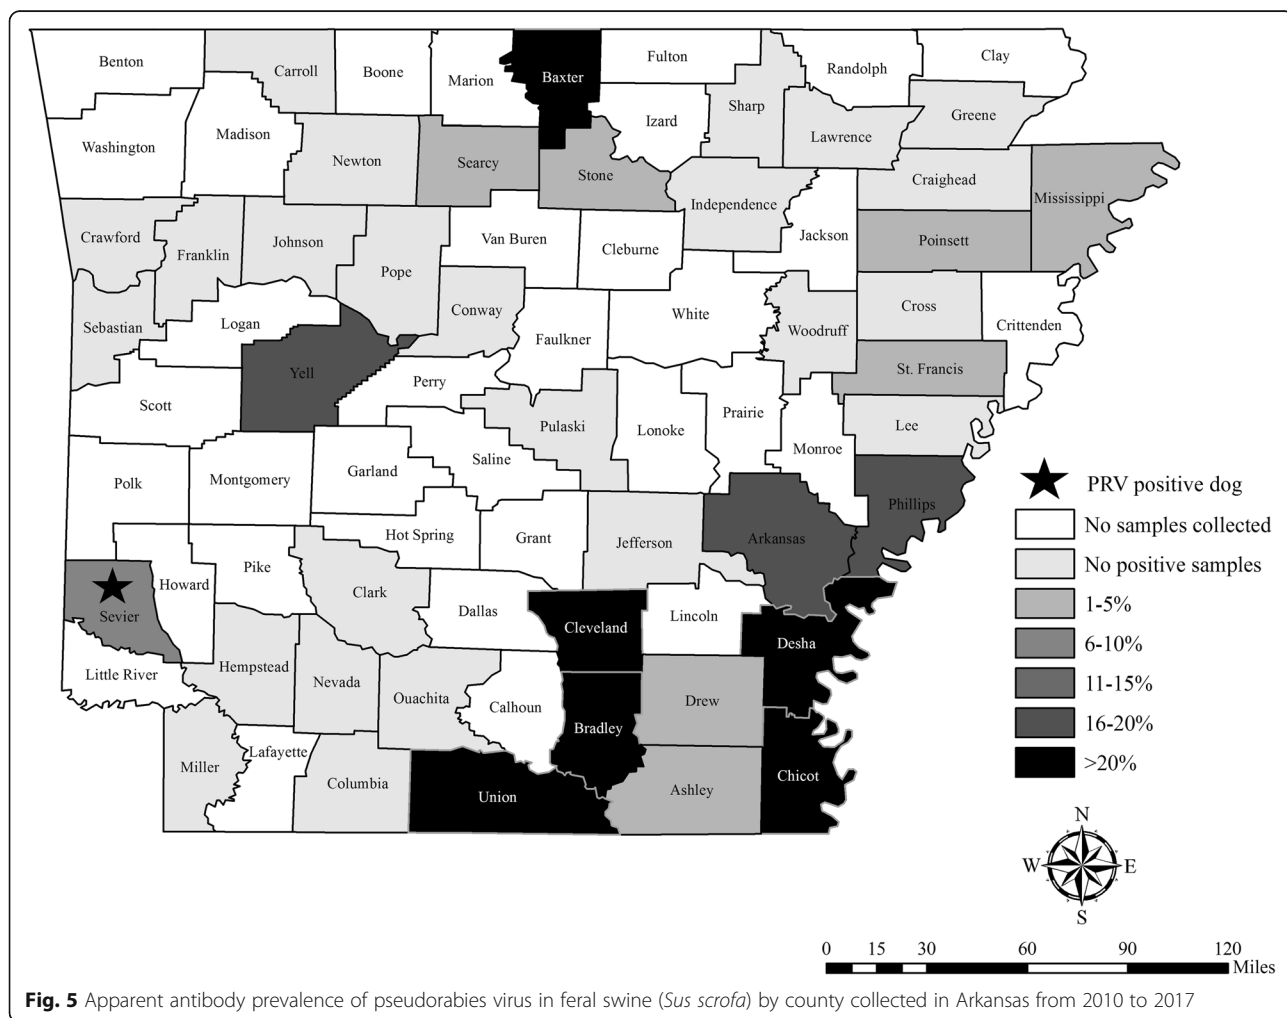 Benton
Carroll
Boone
Marion
Baxter
Fulton
Randolph
Clay
Washington
Madison
Newton
Searcy
Stone
Izard
Sharp
Lawrence
Greene
Craighead
Mississippi
Crawford
Franklin
Johnson
Pope
Van Buren
Cleburne
Independence
Jackson
Poinsett
Sebastian
Logan
Conway
Faulkner
White
Woodruff
Cross
Crittenden
Yell
Perry
St. Francis
Scott
Pulaski
Lonoke
Prairie
Monroe
Lee
Polk
Montgomery
Garland
Saline
Phillips
Hot Spring
Grant
Jefferson
Arkansas
Sevier
Howard
Pike
Clark
Dallas
Cleveland
Lincoln
Desha
Little River
Hempstead
Nevada
Ouachita
Calhoun
Bradley
Drew
Miller
Lafayette
Columbia
Union
Ashley
Chicot
PRV positive dog
No samples collected
No positive samples
1-5%
6-10%
11-15%
16-20%
>20%
N
W E
S
0 15 30 60 90 120
Miles
Fig. 5 Apparent antibody prevalence of pseudorabies virus in feral swine (Sus scrofa) by county collected in Arkansas from 2010 to 2017